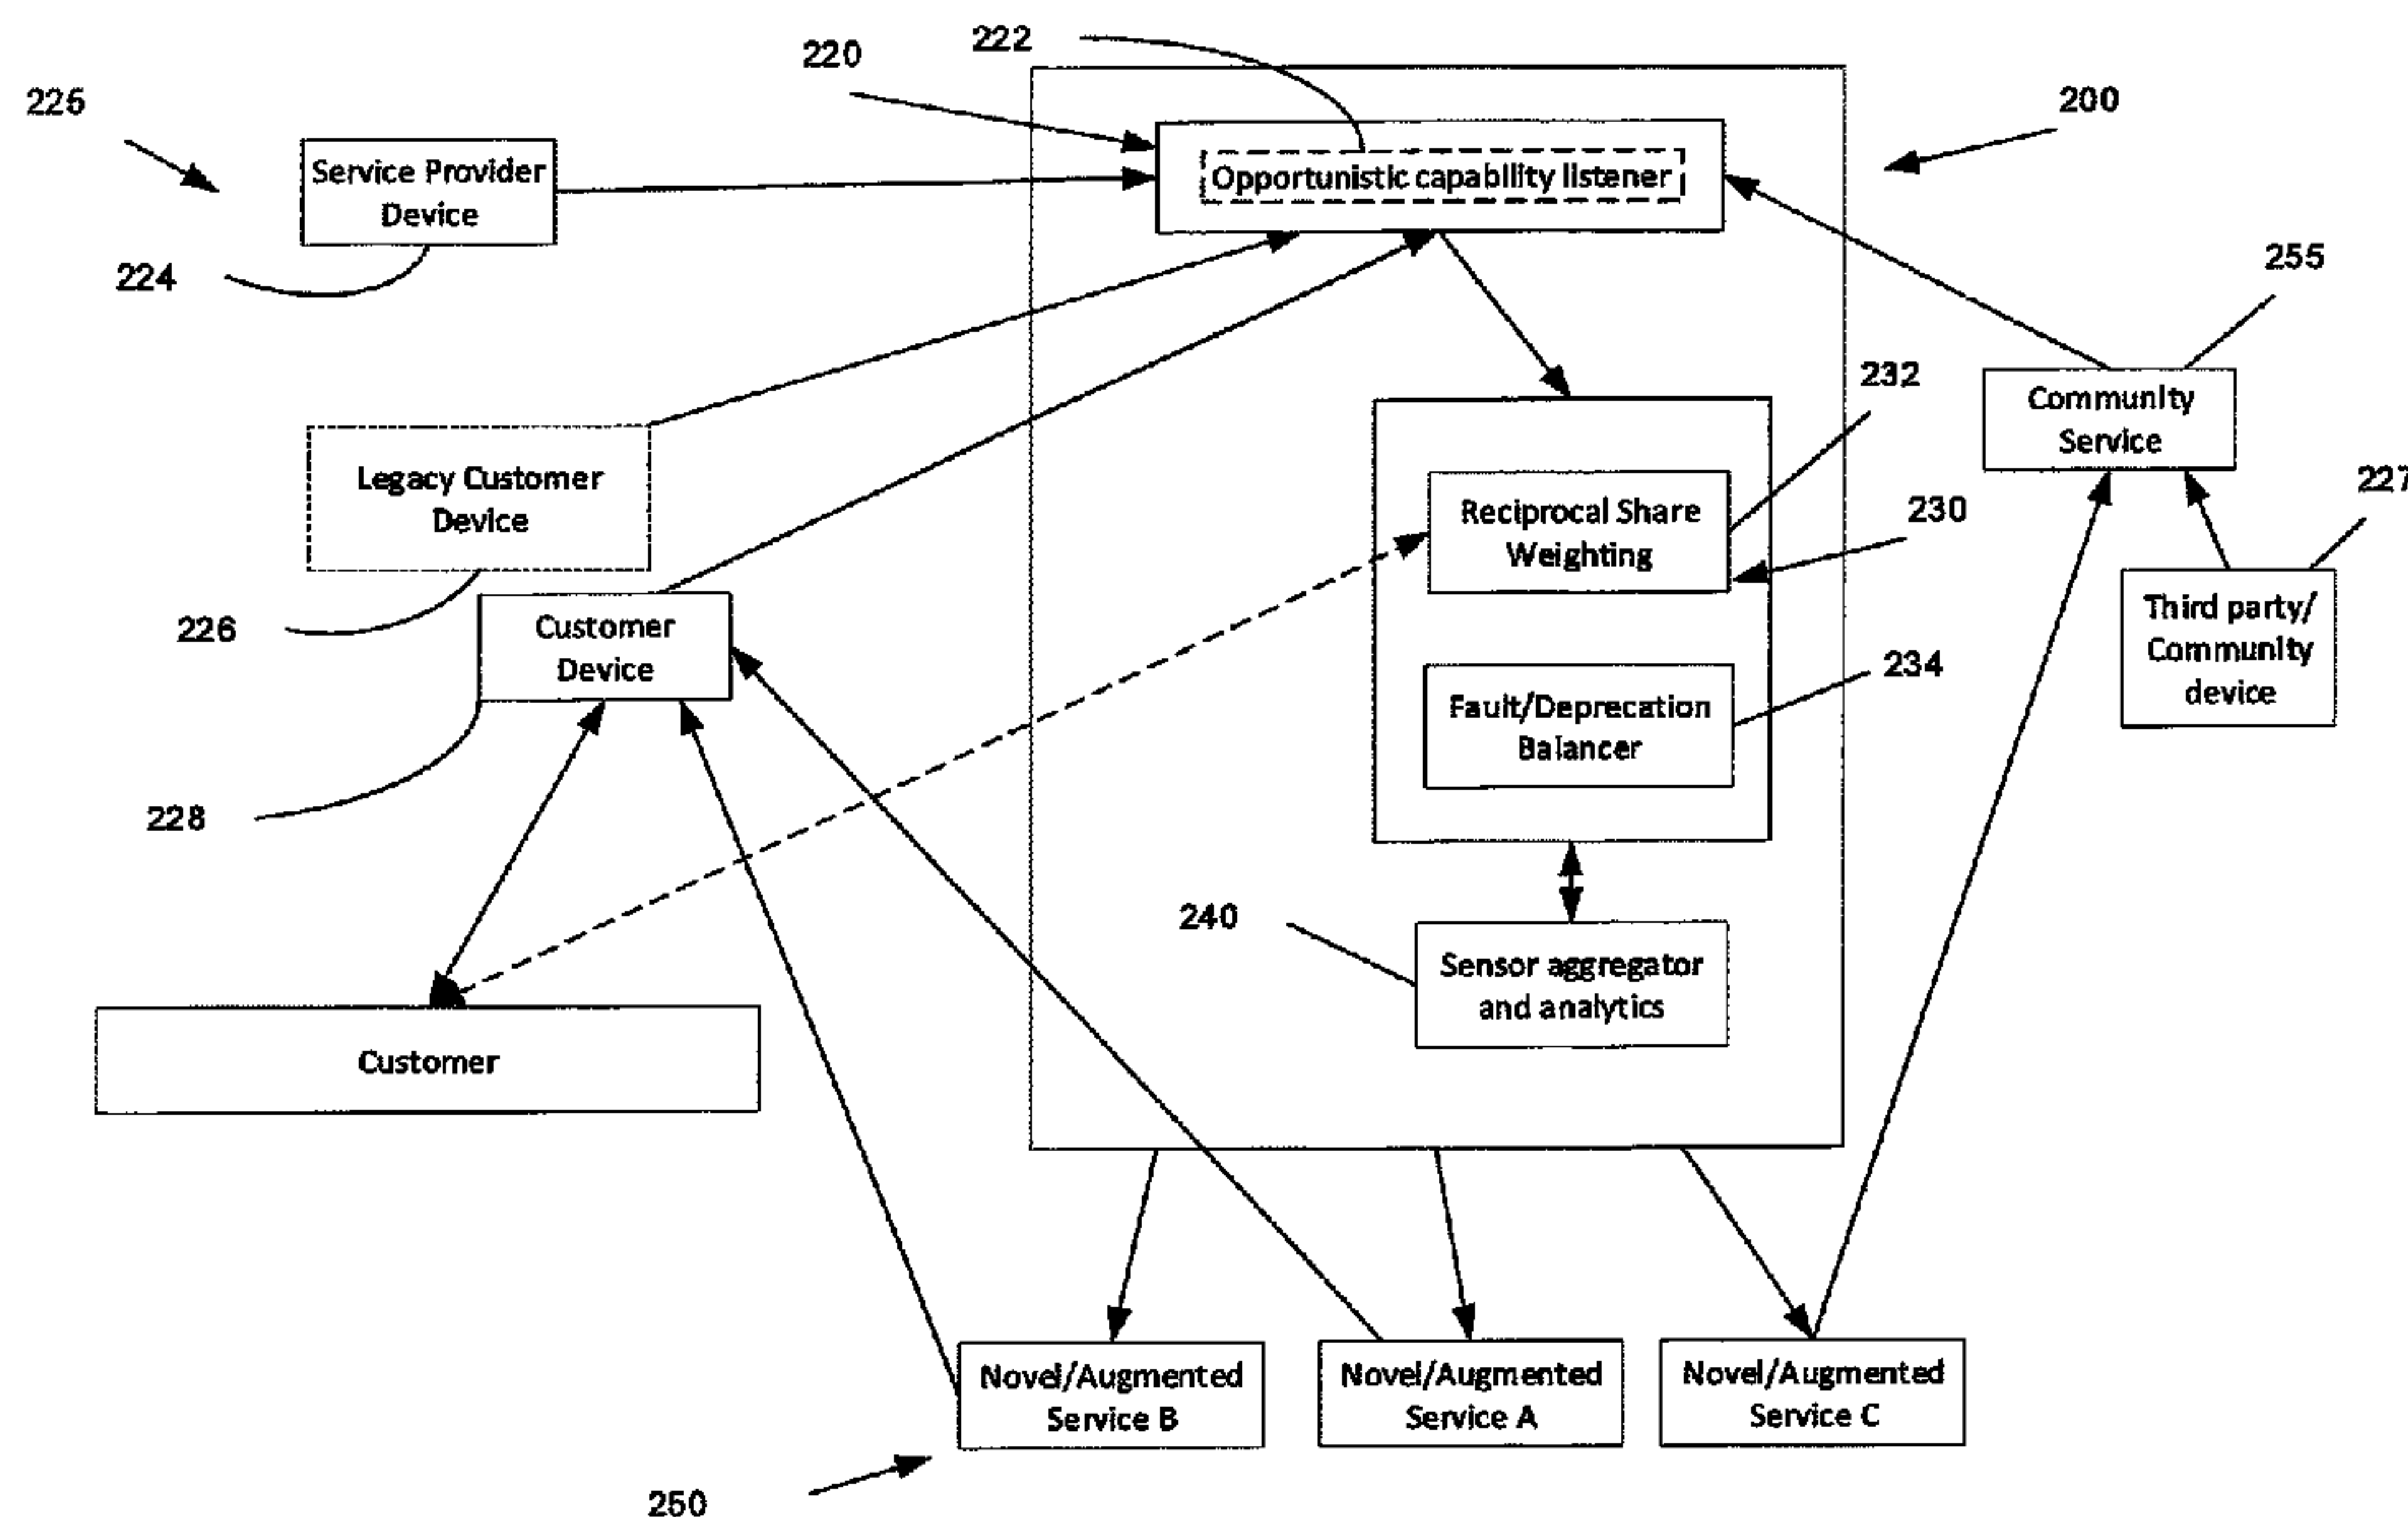 222
220
225
200
Opportunistic capability listener
Service Provider
Device
224
255
232
Community
Service
Legacy Customer
Device
227
Reciprocal Share
Weighting
230
226
Customer
Device
Third party/
Community
device
234
Fault/Deprecation
Balancer
228
240
Sensor aggregator
and analytics
Customer
Novel/Augmented
Service B
Novel/Augmented
Service A
Novel/Augmented
Service C
250